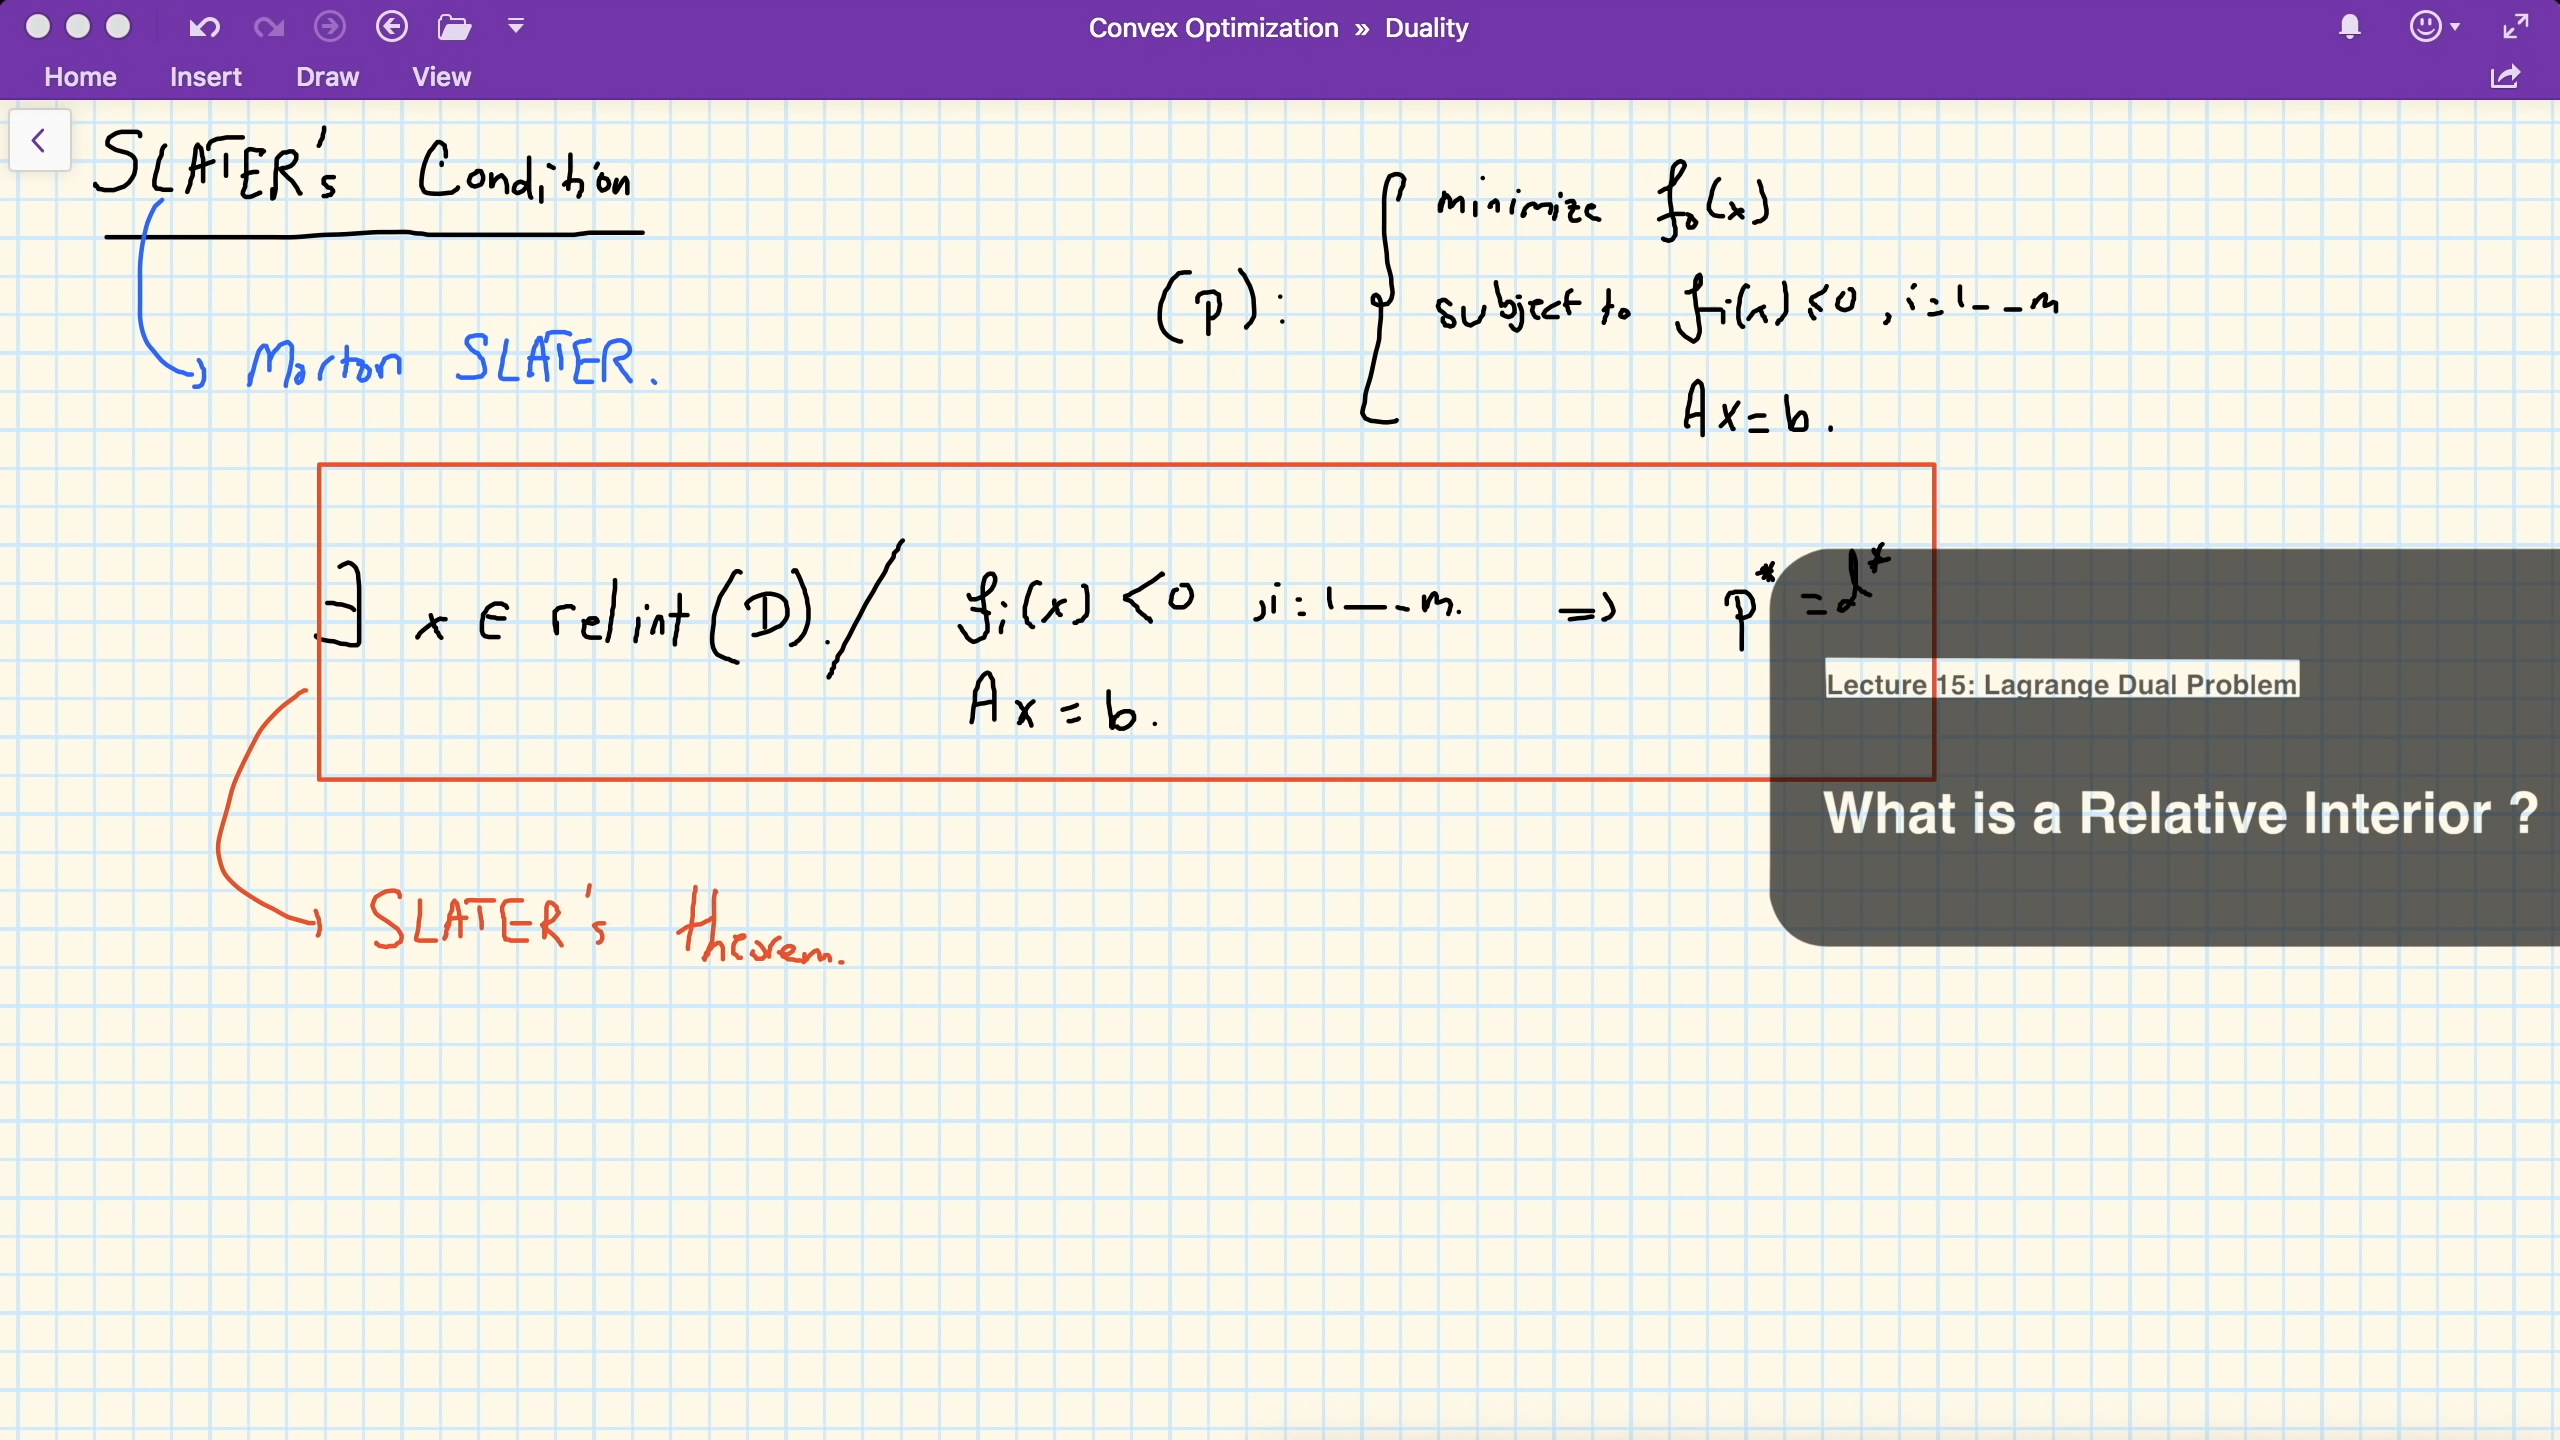 Convex Optimization » Duality
Home Insert Draw View
SLATER's Condition
Morton SLATER.
(P): minimize f₀(x)
subject to fᵢ(x) ≤ 0 , i = 1 - - m
Ax = b .
∃ x ∈ relint(D). / fᵢ(x) < 0 , i = 1 — - m. ⇒ p* = d*
Ax = b .
Lecture 15: Lagrange Dual Problem
What is a Relative Interior ?
SLATER's theorem.